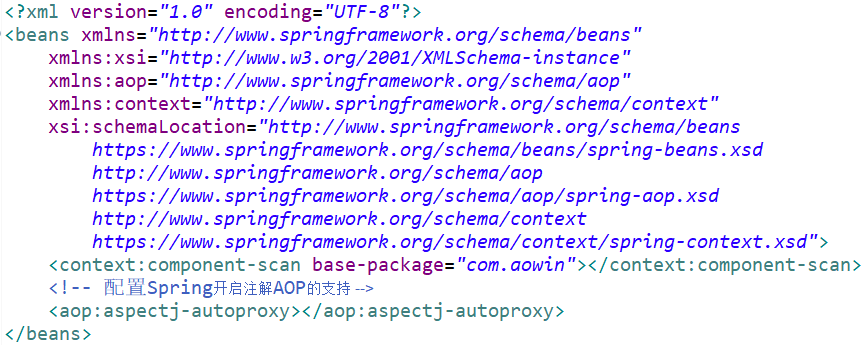 <?xml version="1.0" encoding="UTF-8"?>
<beans xmlns="http://www.springframework.org/schema/beans"
    xmlns:xsi="http://www.w3.org/2001/XMLSchema-instance"
    xmlns:aop="http://www.springframework.org/schema/aop"
    xmlns:context="http://www.springframework.org/schema/context"
    xsi:schemaLocation="http://www.springframework.org/schema/beans
        https://www.springframework.org/schema/beans/spring-beans.xsd
        http://www.springframework.org/schema/aop
        https://www.springframework.org/schema/aop/spring-aop.xsd
        http://www.springframework.org/schema/context
        https://www.springframework.org/schema/context/spring-context.xsd">
    <context:component-scan base-package="com.aowin"></context:component-scan>
    <!-- 配置Spring开启注解AOP的支持 -->
    <aop:aspectj-autoproxy></aop:aspectj-autoproxy>
</beans>